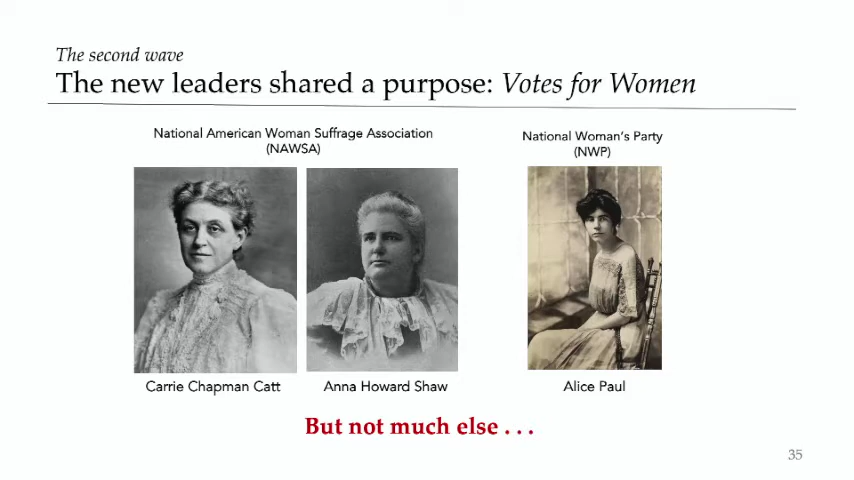 The second wave
The new leaders shared a purpose: Votes for Women
National American Woman Suffrage Association
(NAWSA)
National Woman's Party
(NWP)
Carrie Chapman Catt
Anna Howard Shaw
Alice Paul
But not much else . . .
35